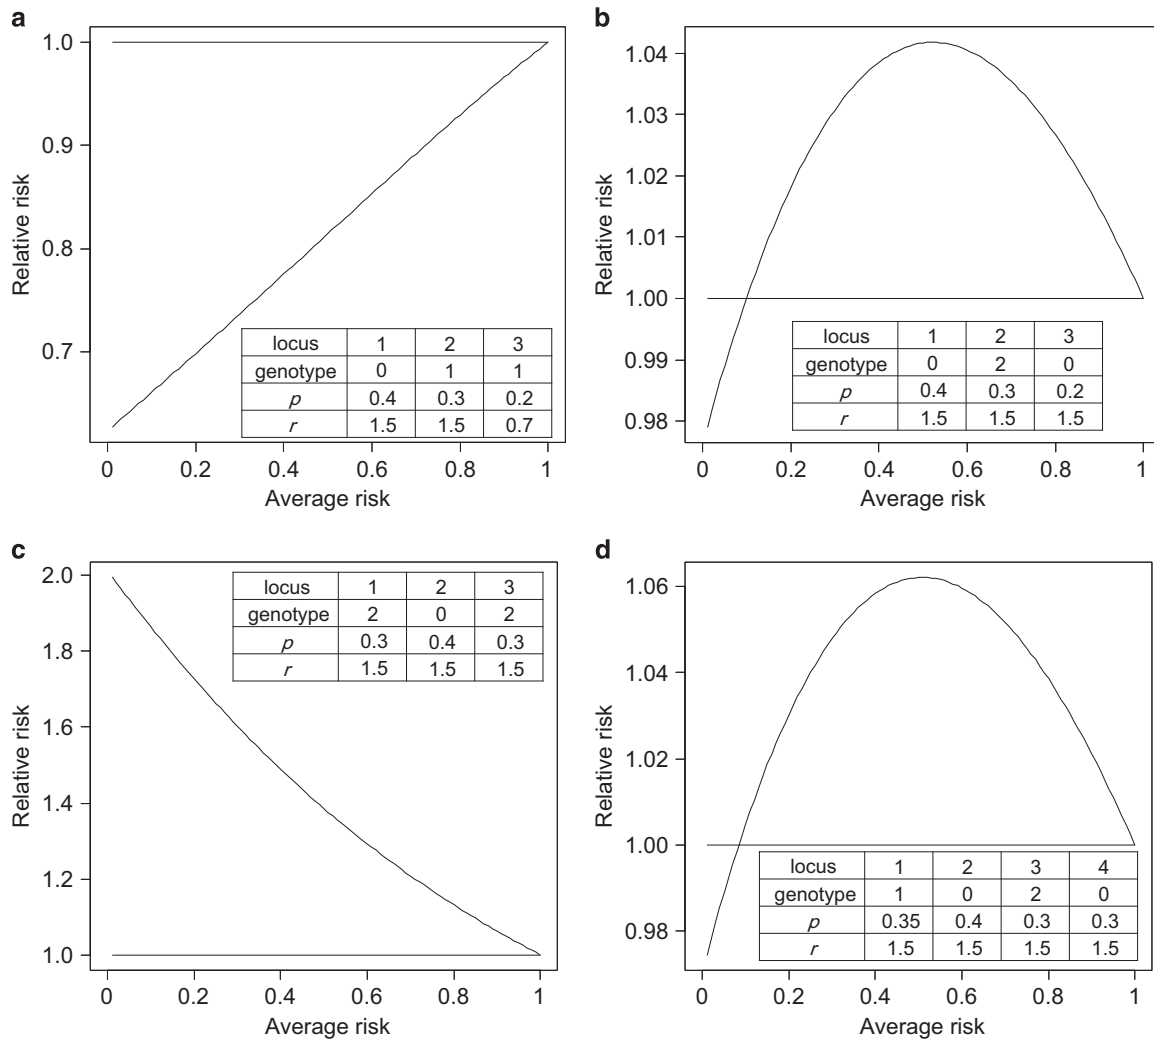 a
1.0
0.9
0.8
0.7
Relative risk
locus 1 2 3
genotype 0 1 1
p 0.4 0.3 0.2
r 1.5 1.5 0.7
0 0.2 0.4 0.6 0.8 1
Average risk
b
1.04
1.03
1.02
1.01
1.00
0.99
0.98
Relative risk
locus 1 2 3
genotype 0 2 0
p 0.4 0.3 0.2
r 1.5 1.5 1.5
0 0.2 0.4 0.6 0.8 1
Average risk
c
2.0
1.8
1.6
1.4
1.2
1.0
Relative risk
locus 1 2 3
genotype 2 0 2
p 0.3 0.4 0.3
r 1.5 1.5 1.5
0 0.2 0.4 0.6 0.8 1
Average risk
d
1.06
1.04
1.02
1.00
0.98
Relative risk
locus 1 2 3 4
genotype 1 0 2 0
p 0.35 0.4 0.3 0.3
r 1.5 1.5 1.5 1.5
0 0.2 0.4 0.6 0.8 1
Average risk